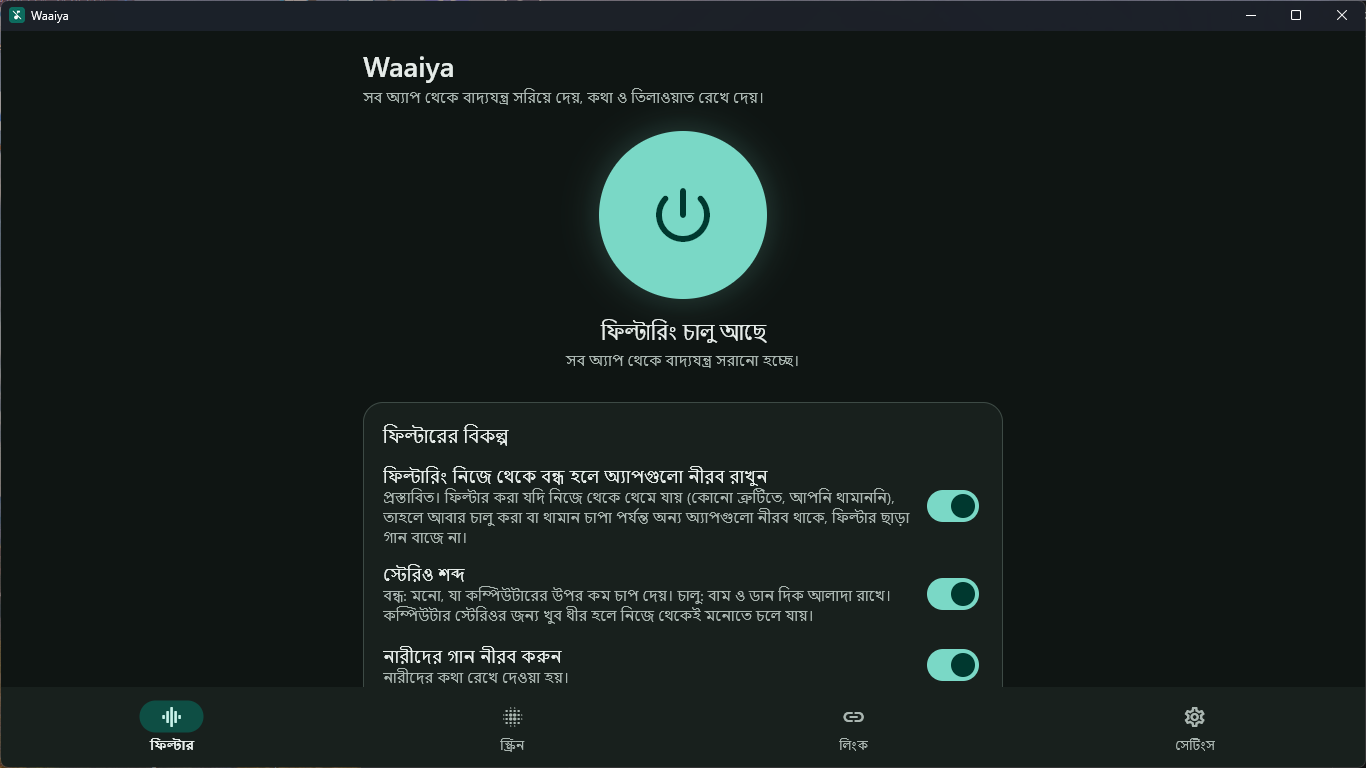 Waaiya
Waaiya
সব অ্যাপ থেকে বাদ্যযন্ত্র সরিয়ে দেয়, কথা ও তিলাওয়াত রেখে দেয়।
ফিল্টারিং চালু আছে
সব অ্যাপ থেকে বাদ্যযন্ত্র সরানো হচ্ছে।
ফিল্টারের বিকল্প
ফিল্টারিং নিজে থেকে বন্ধ হলে অ্যাপগুলো নীরব রাখুন
প্রস্তাবিত। ফিল্টার করা যদি নিজে থেকে থেমে যায় (কোনো ত্রুটিতে, আপনি থামাননি),
তাহলে আবার চালু করা বা থামান চাপা পর্যন্ত অন্য অ্যাপগুলো নীরব থাকে, ফিল্টার ছাড়া
গান বাজে না।
স্টেরিও শব্দ
বন্ধ: মনো, যা কম্পিউটারের উপর কম চাপ দেয়। চালু: বাম ও ডান দিক আলাদা রাখে।
কম্পিউটার স্টেরিওর জন্য খুব ধীর হলে নিজে থেকেই মনোতে চলে যায়।
নারীদের গান নীরব করুন
নারীদের কথা রেখে দেওয়া হয়।
ফিল্টার
স্ক্রিন
লিংক
সেটিংস